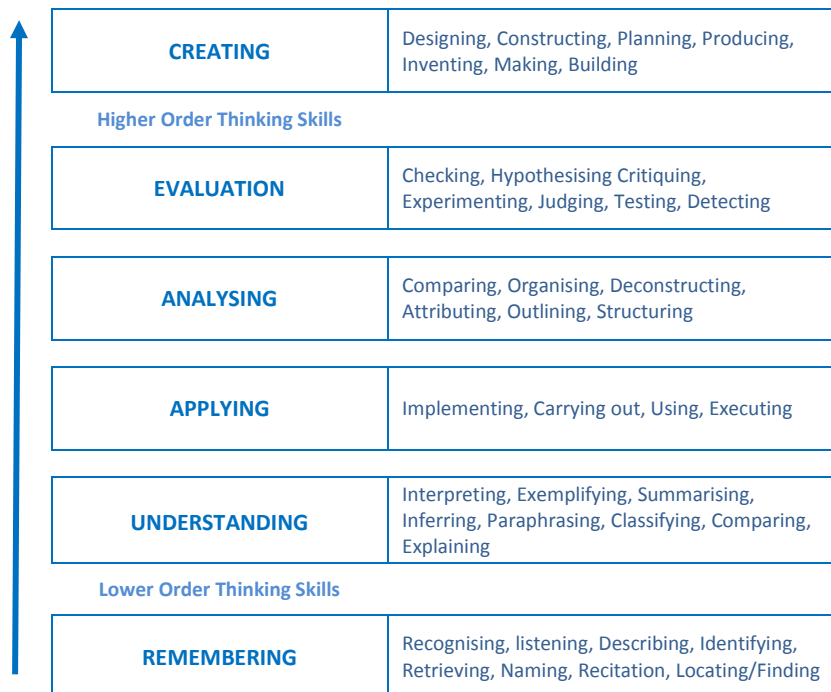 CREATING
Designing, Constructing, Planning, Producing,
Inventing, Making, Building
Higher Order Thinking Skills
EVALUATION
Checking, Hypothesising Critiquing,
Experimenting, Judging, Testing, Detecting
ANALYSING
Comparing, Organising, Deconstructing,
Attributing, Outlining, Structuring
APPLYING
Implementing, Carrying out, Using, Executing
UNDERSTANDING
Interpreting, Exemplifying, Summarising,
Inferring, Paraphrasing, Classifying, Comparing,
Explaining
Lower Order Thinking Skills
REMEMBERING
Recognising, listening, Describing, Identifying,
Retrieving, Naming, Recitation, Locating/Finding